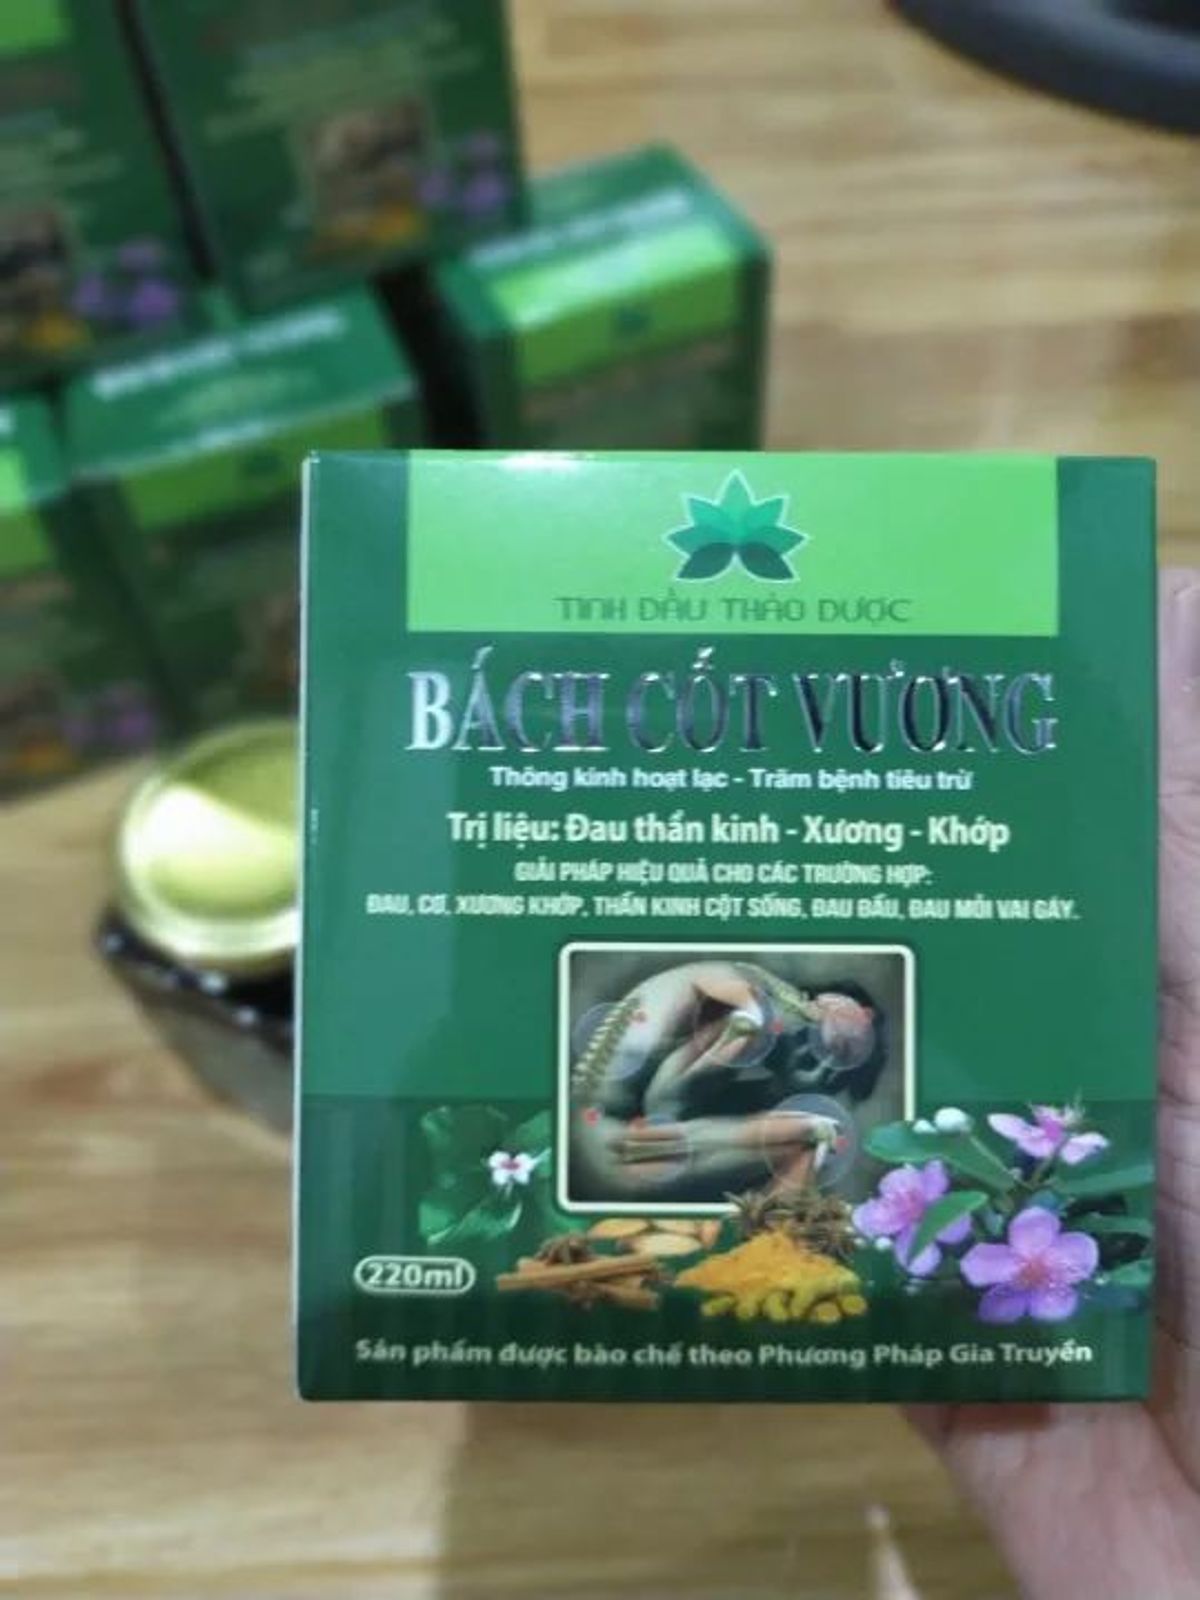 TINH DẦU THẢO DƯỢC
BÁCH CỐT VƯƠNG
Thông kinh hoạt lạc - Trăm bệnh tiêu trừ
Trị liệu: Đau thần kinh - Xương - Khớp
GIẢI PHÁP HIỆU QUẢ CHO CÁC TRƯỜNG HỢP:
ĐAU, CƠ, XƯƠNG KHỚP, THẦN KINH CỘT SỐNG, ĐAU ĐẦU, ĐAU MỎI VAI GÁY.
220ml
Sản phẩm được bào chế theo Phương Pháp Gia Truyền